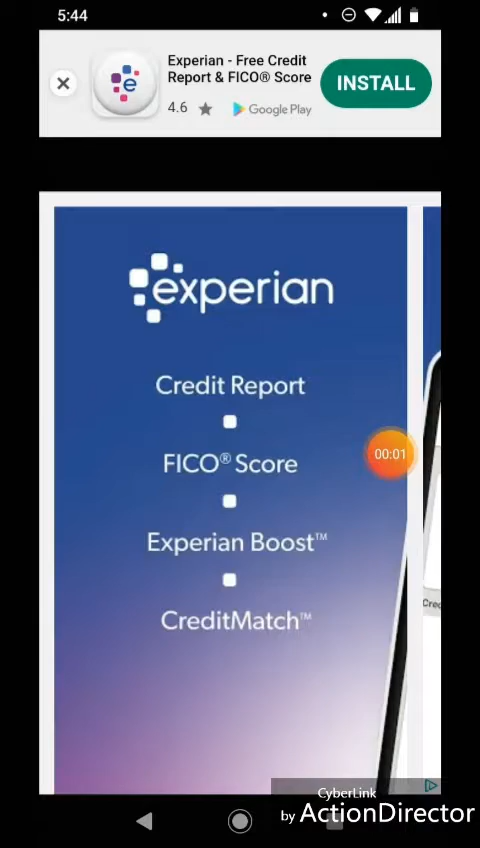 5:44
Experian - Free Credit
Report & FICO® Score
INSTALL
4.6
Google Play
experian
Credit Report
FICO® Score
00:01
Experian Boost™
CreditMatch™
Cred
CyberLink
by ActionDirector